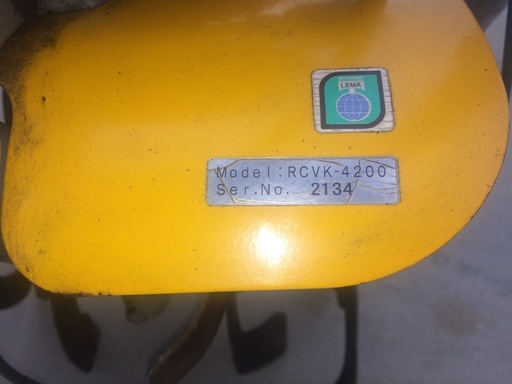 LEMA
Model:RCVK-4200
Ser.No. 2134